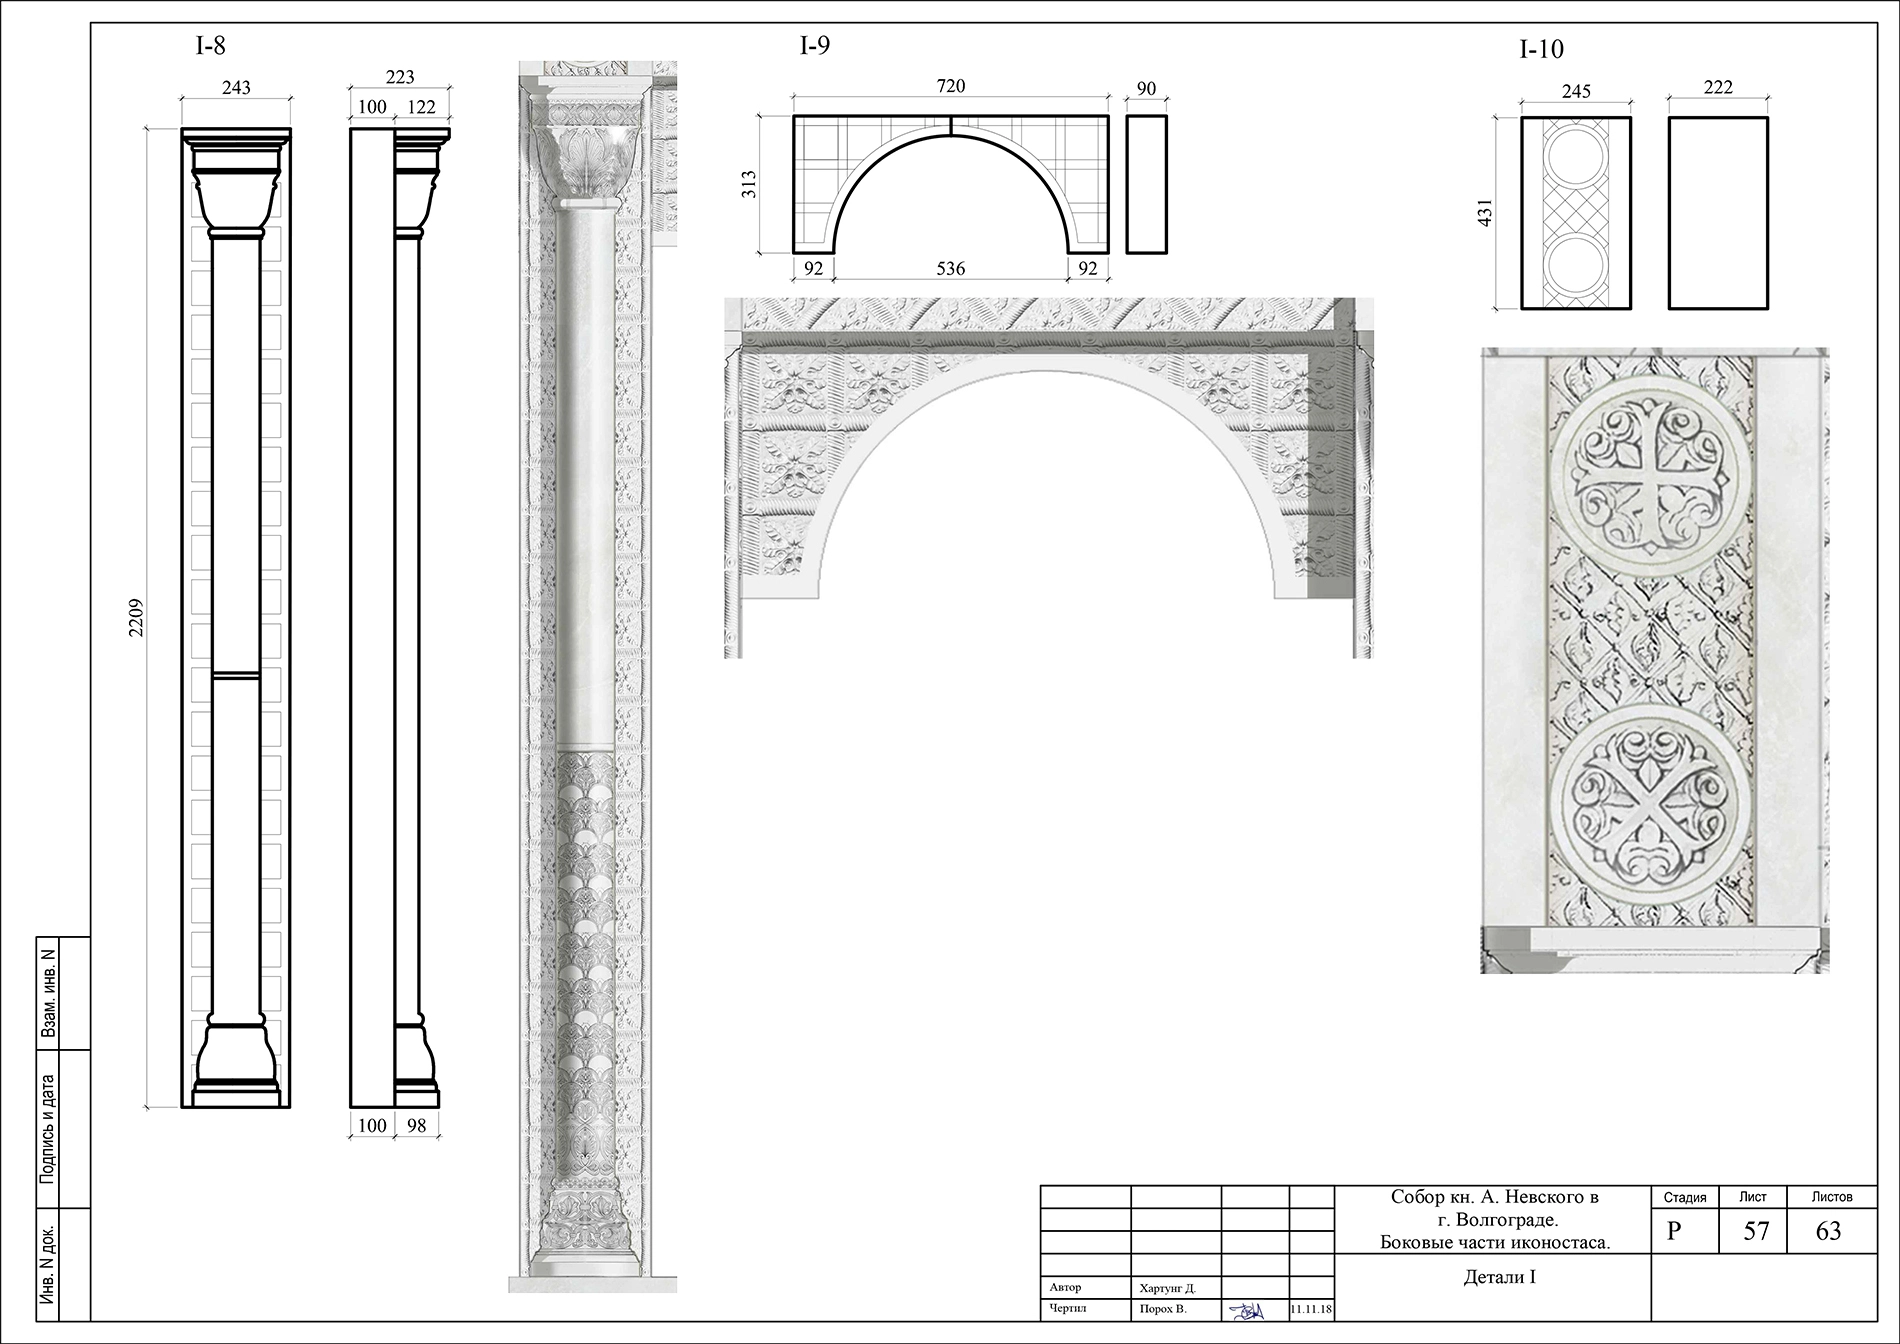 I-8
I-9
I-10
243
223
100 122
2209
100 98
720
90
313
92 536 92
245
222
431
Взам. инв. N
Подпись и дата
Инв. N док.
Собор кн. А. Невского в
г. Волгограде.
Боковые части иконостаса.
Детали I
Стадия Лист Листов
Р 57 63
Автор Хартунг Д.
Чертил Порох В. 11.11.18